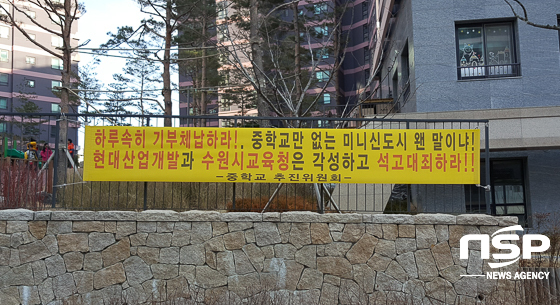 하루속히 기부체납하라!, 중학교만 없는 미니신도시 왠 말이냐!
현대산업개발과 수원시교육청은 각성하고 석고대죄하라!!
-중학교 추진위원회-
nsp
NSP NEWS AGENCY